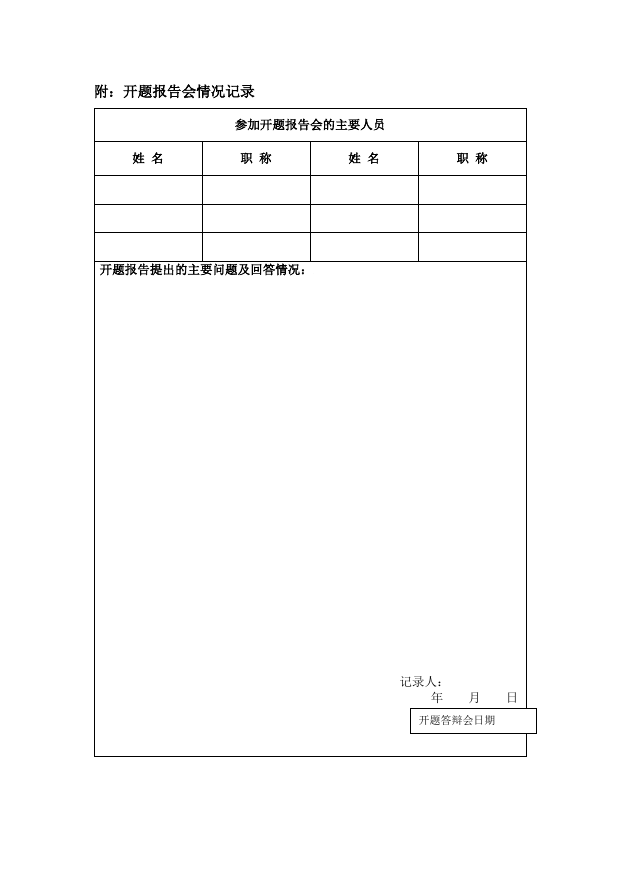 附：开题报告会情况记录
参加开题报告会的主要人员
姓 名 职 称 姓 名 职 称
开题报告提出的主要问题及回答情况：
记录人：
年 月 日
开题答辩会日期